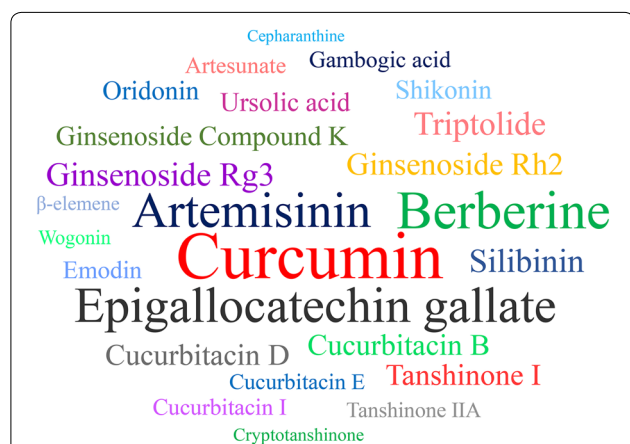 Cepharanthine
Artesunate Gambogic acid
Oridonin Ursolic acid Shikonin
Ginsenoside Compound K Triptolide
Ginsenoside Rg3 Ginsenoside Rh2
β-elemene Artemisinin Berberine
Wogonin Curcumin Silibinin
Emodin
Epigallocatechin gallate
Cucurbitacin D Cucurbitacin B
Cucurbitacin E Tanshinone I
Cucurbitacin I Tanshinone IIA
Cryptotanshinone